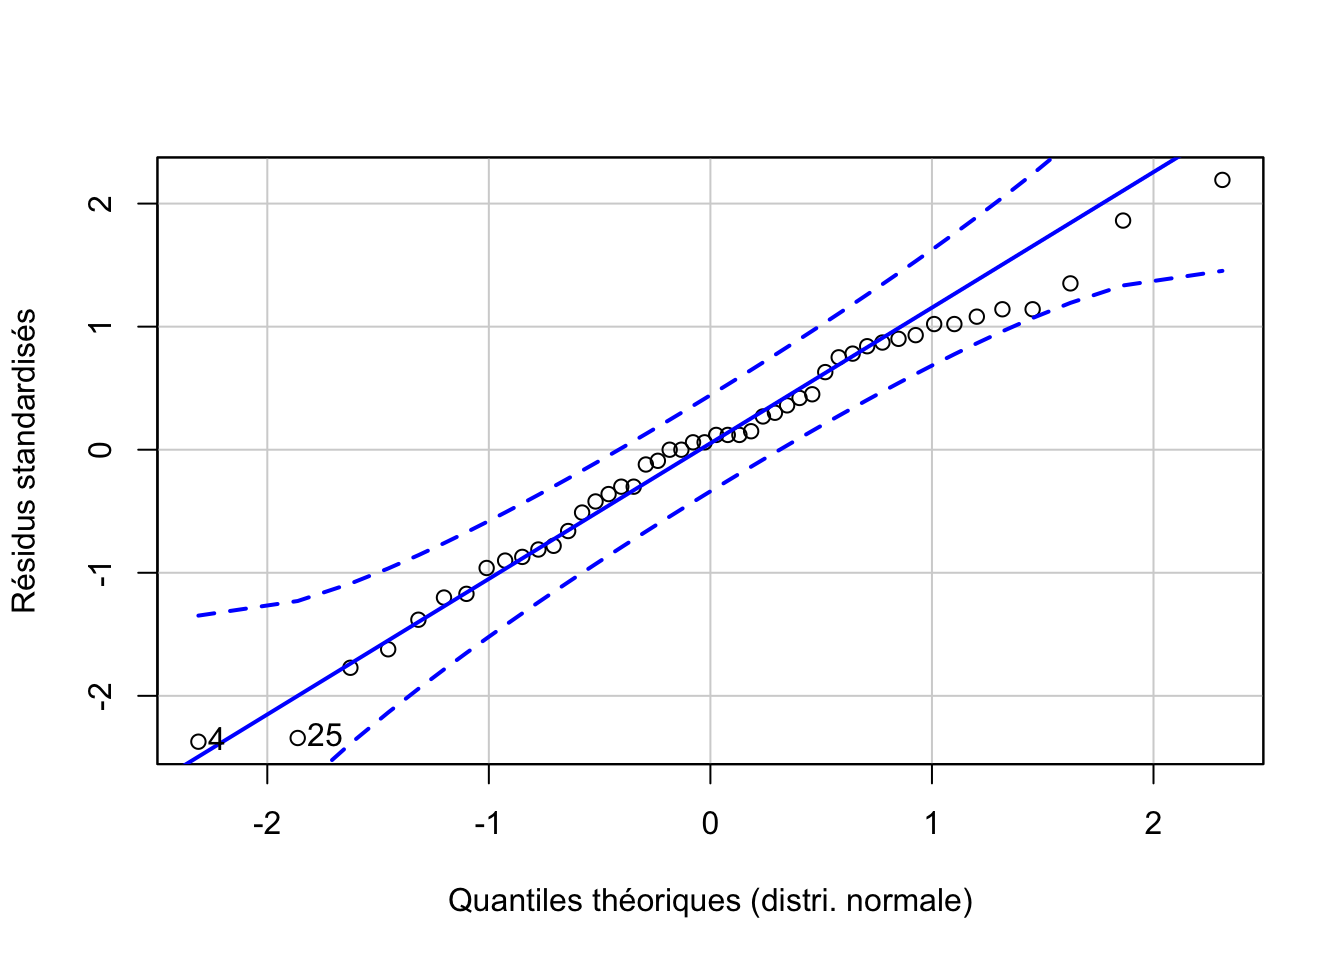 2
1
0
-1
-2
Résidus standardisés
4
25
-2 -1 0 1 2
Quantiles théoriques (distri. normale)